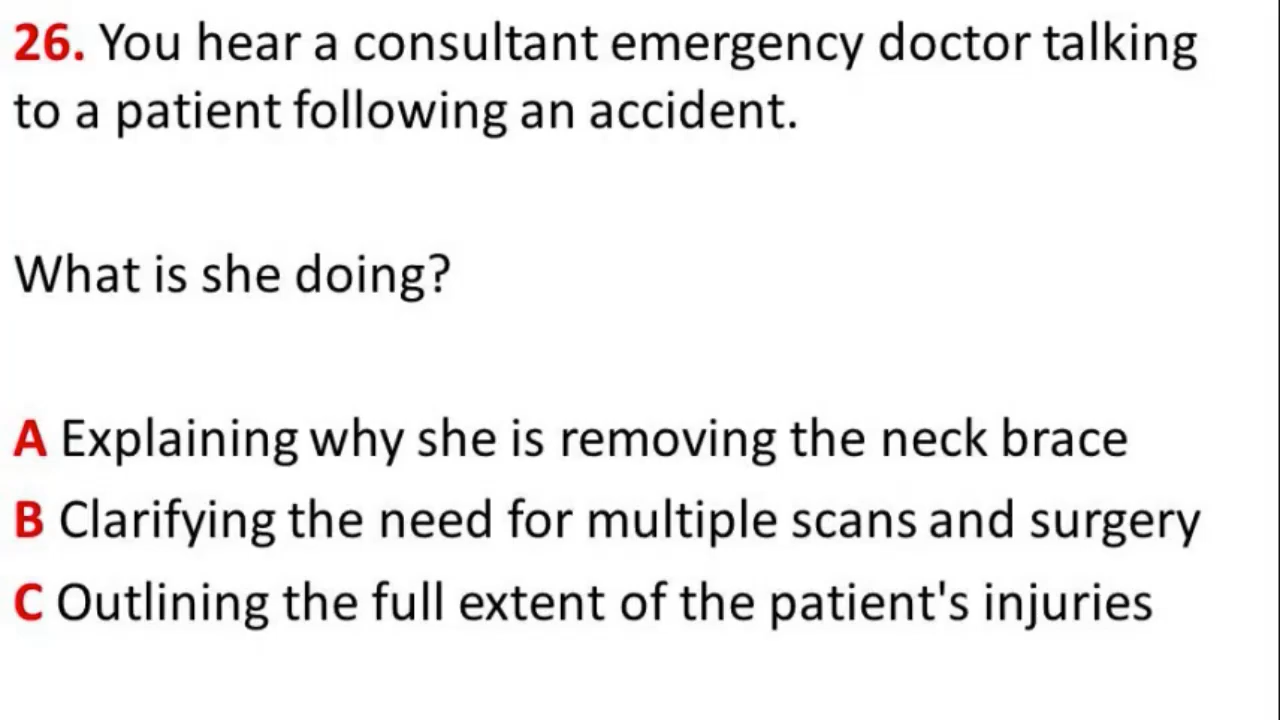 26. You hear a consultant emergency doctor talking
to a patient following an accident.
What is she doing?
A Explaining why she is removing the neck brace
B Clarifying the need for multiple scans and surgery
C Outlining the full extent of the patient's injuries